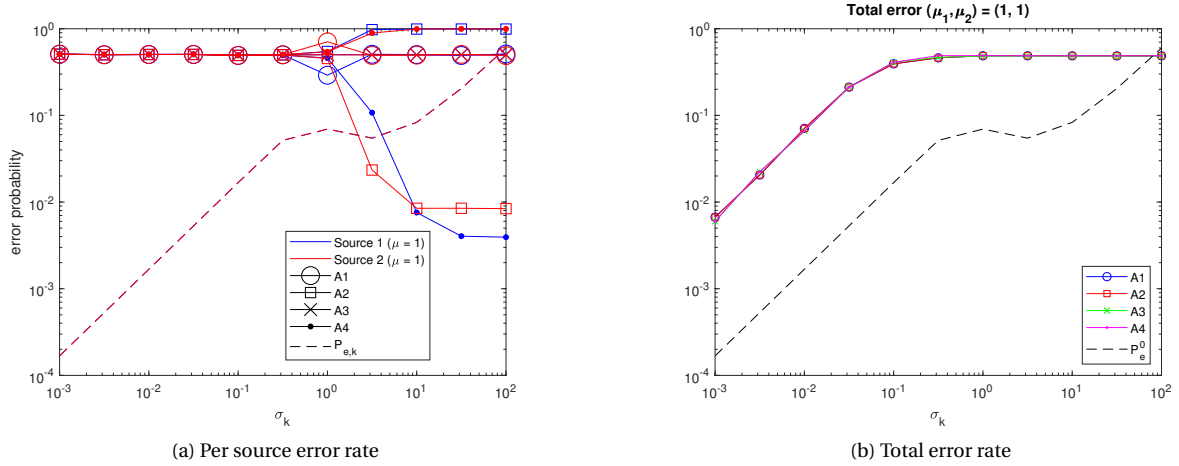 10^0
10^-1
10^-2
10^-3
10^-4
error probability
10^-3 10^-2 10^-1 10^0 10^1 10^2
σ_k
Source 1 (μ = 1)
Source 2 (μ = 1)
A1
A2
A3
A4
P_e,k
(a) Per source error rate
Total error (μ_1,μ_2) = (1, 1)
10^0
10^-1
10^-2
10^-3
10^-4
10^-3 10^-2 10^-1 10^0 10^1 10^2
σ_k
A1
A2
A3
A4
P_e^0
(b) Total error rate